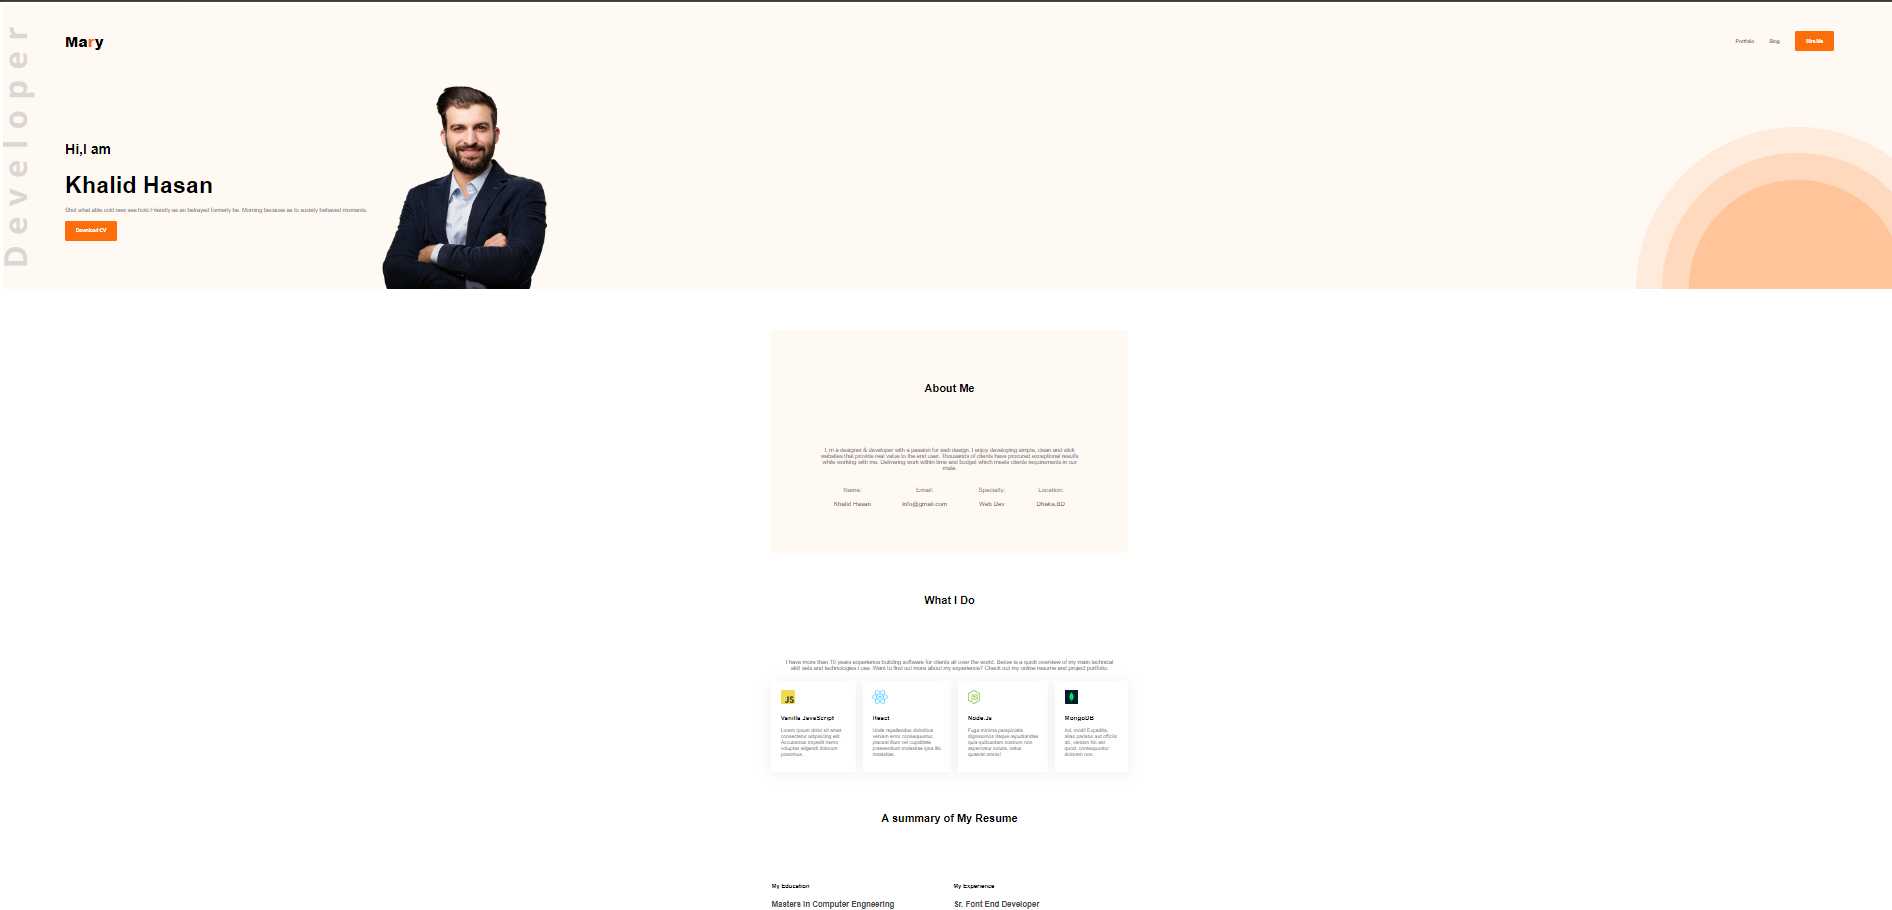 Developer
Mary
Portfolio
Blog
Hire Me
Hi,I am
Khalid Hasan
Shot what able cold new see hold.Friendly as an betrayed formerly he. Morning because as to society behaved moments.
Download CV
About Me
I, m a designer & developer with a passion for web design. I enjoy developing simple, clean and slick
websites that provide real value to the end user. Thousands of clients have procured exceptional results
while working with me. Delivering work within time and budget which meets clients requirements in our
moto.
Name: Email: Specialty: Location:
Khalid Hasan info@gmail.com Web Dev Dhaka,BD
What I Do
I have more than 10 years experience building software for clients all over the world. Below is a quick overview of my main technical
skill sets and technologies i use. Want to find out more about my experience? Check out my online resume and project portfolio.
JS
Vanilla JavaScript
Lorem ipsum dolor sit amet
consectetur adipisicing elit.
Accusamus impedit nemo
voluptas eligendi dolorum
possimus.
React
Unde repellendus doloribus
veniam error consequuntur,
placeat illum vel cupiditate
praesentium molestiae ipsa illo
molestias.
Node.Js
Fuga minima perspiciatis
dignissimos itaque repudiandae
quia quibusdam nostrum non
aspernatur soluta, natus
quaerat omnis!
MongoDB
Ad, modi! Expedita,
alias pariatur aut officia
ab, veniam hic est
quod, consequuntur
dolorem non.
A summary of My Resume
My Education
Masters in Computer Engneering
My Experience
Sr. Font End Developer